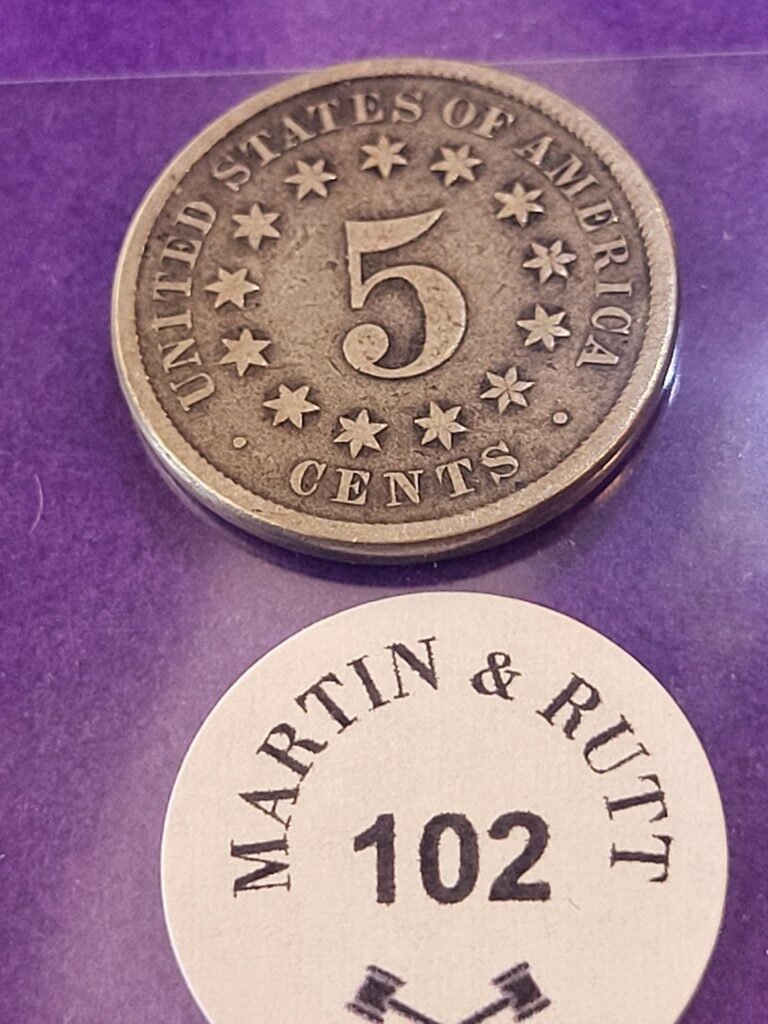 UNITED STATES OF AMERICA
5
CENTS
MARTIN & RUTT
102